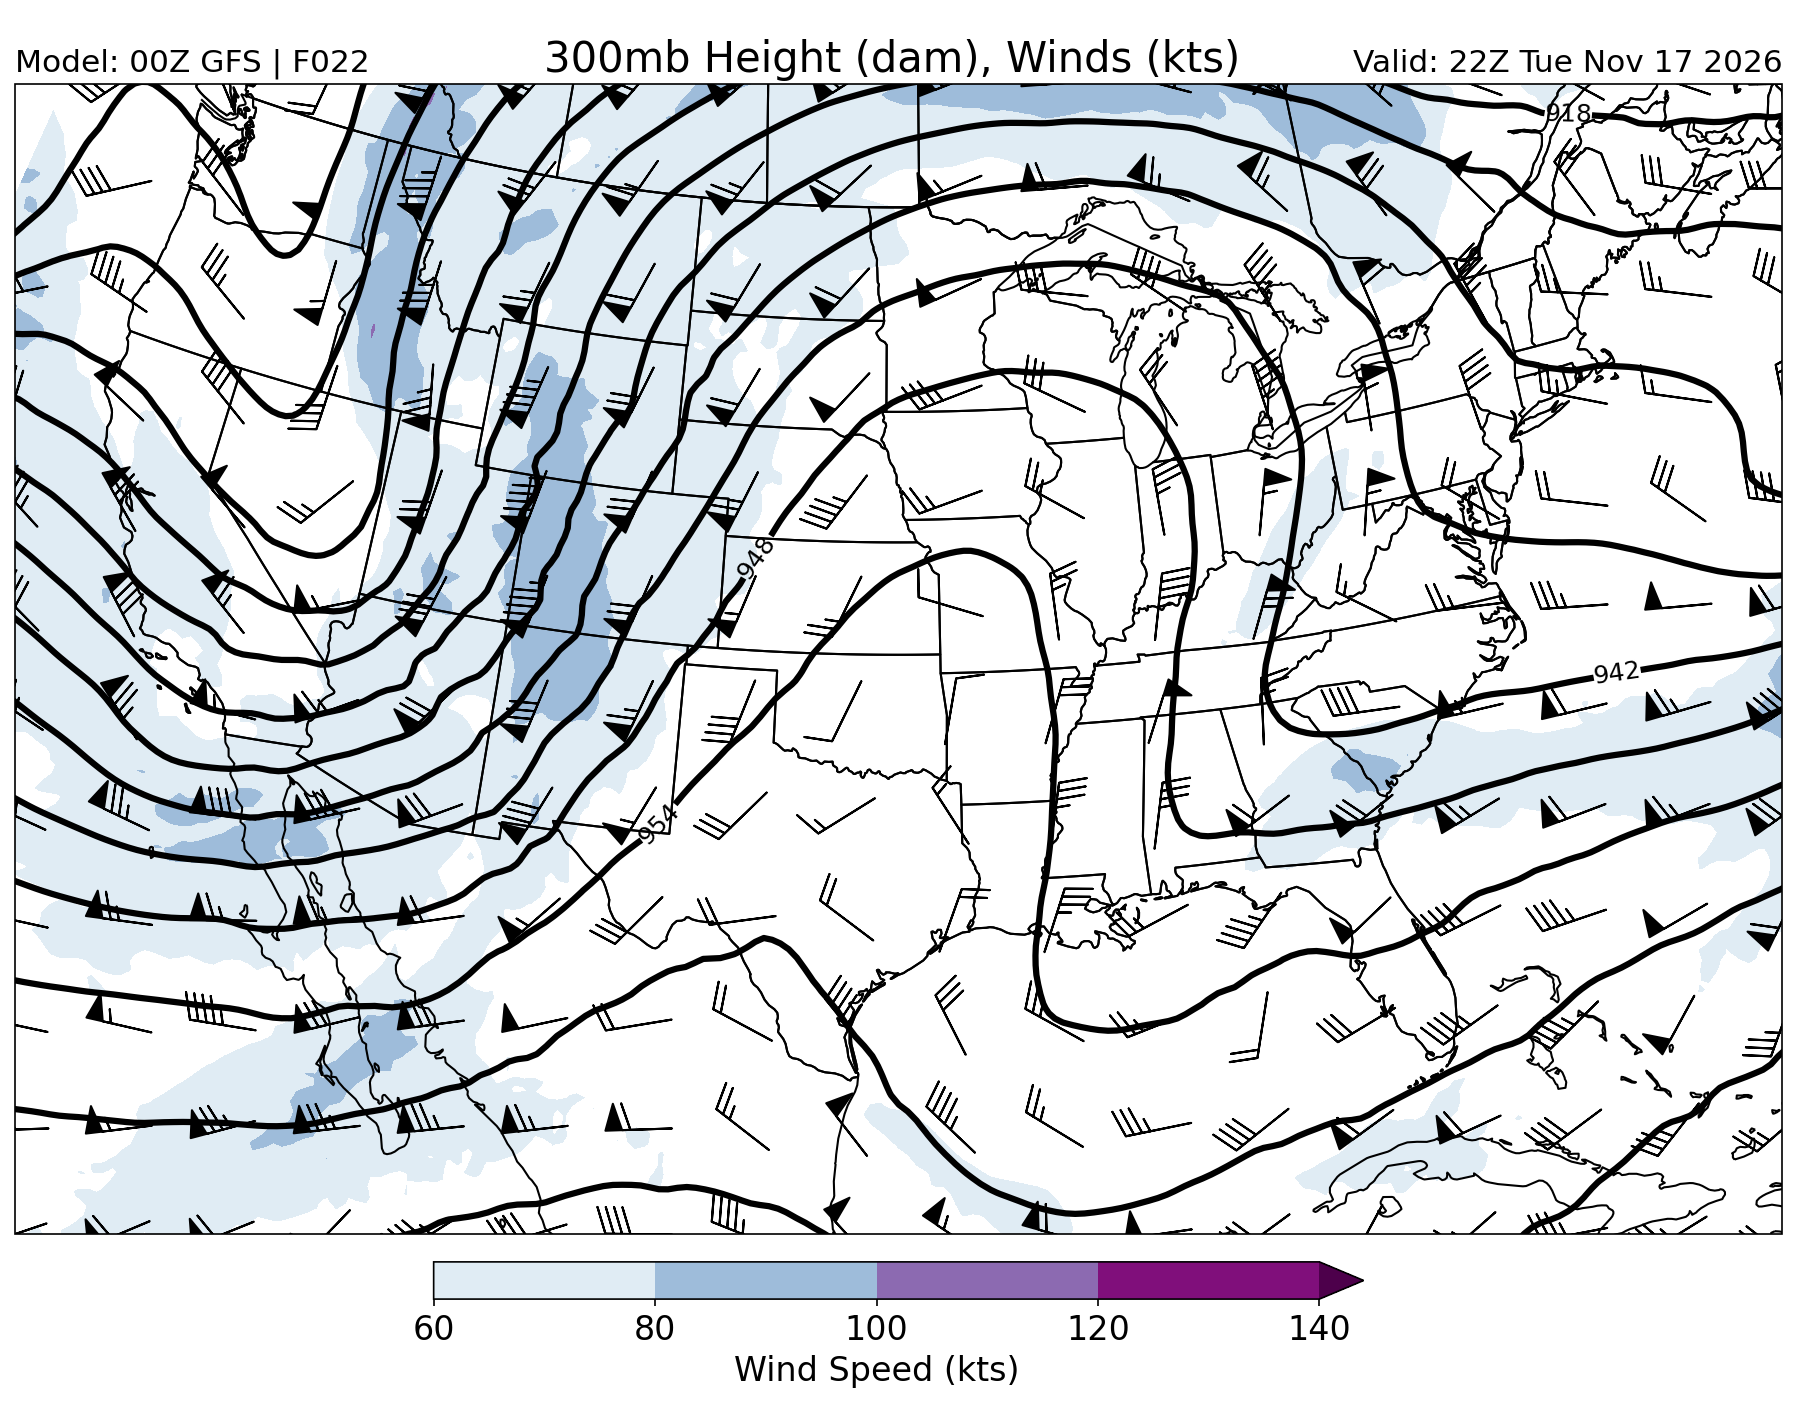 Model: 00Z GFS | F022
300mb Height (dam), Winds (kts)
Valid: 22Z Tue Nov 17 2026
918
948
942
954
60 80 100 120 140
Wind Speed (kts)